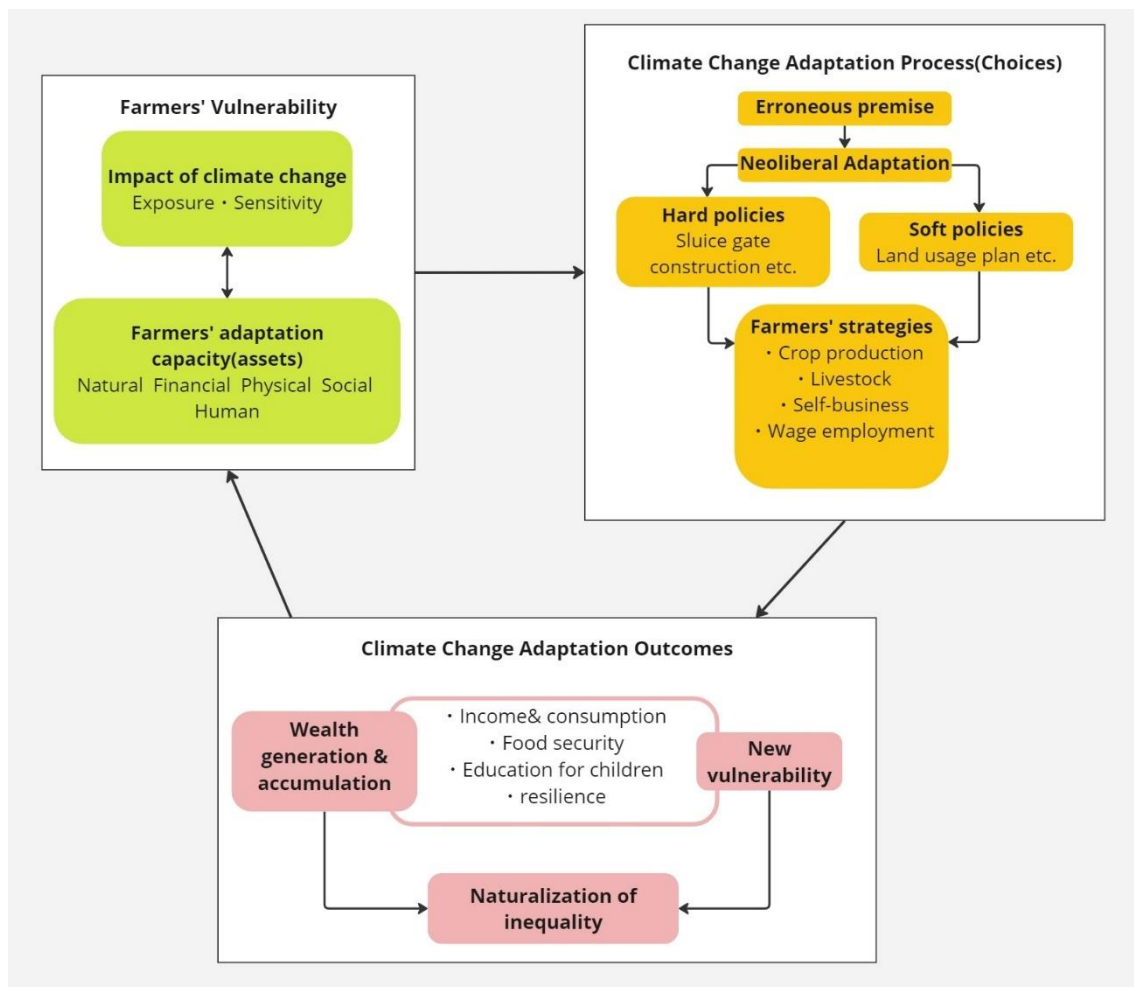 Farmers' Vulnerability
Impact of climate change
Exposure・Sensitivity
Farmers' adaptation
capacity(assets)
Natural Financial Physical Social
Human
Climate Change Adaptation Process(Choices)
Erroneous premise
Neoliberal Adaptation
Hard policies
Sluice gate
construction etc.
Soft policies
Land usage plan etc.
Farmers' strategies
・Crop production
・Livestock
・Self-business
・Wage employment
Climate Change Adaptation Outcomes
Wealth
generation &
accumulation
・Income& consumption
・Food security
・Education for children
・resilience
New
vulnerability
Naturalization of
inequality